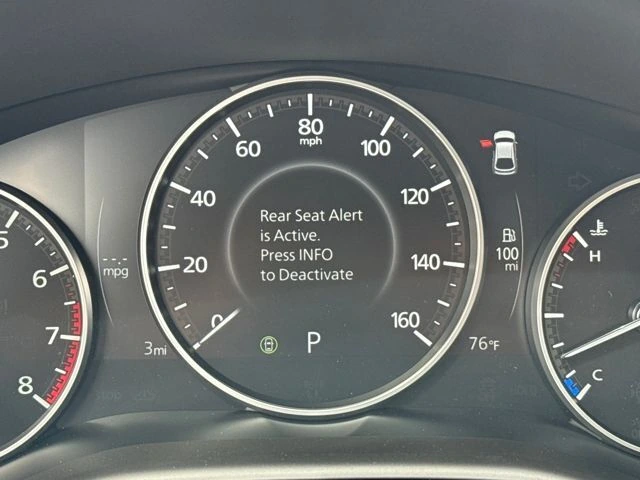 80
mph
60
100
40
120
20
140
0
160
Rear Seat Alert
is Active.
Press INFO
to Deactivate
P
--.-
mpg
3mi
100
mi
76°F
5
6
7
8
H
C